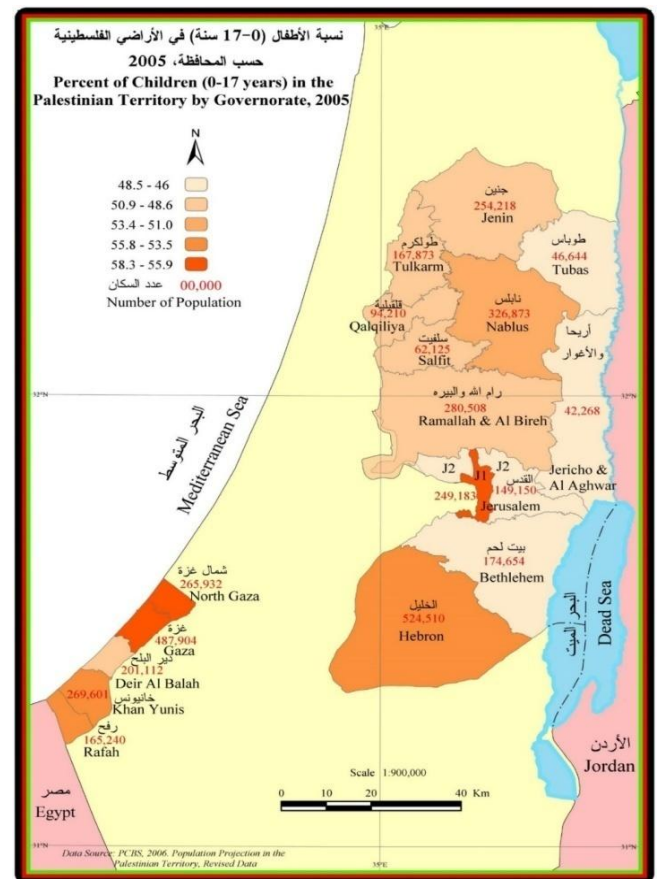 نسبة الأطفال (0-17 سنة) في الأراضي الفلسطينية
حسب المحافظة، 2005
Percent of Children (0-17 years) in the
Palestinian Territory by Governorate, 2005
35°E
N
48.5 - 46
50.9 - 48.6
53.4 - 51.0
55.8 - 53.5
58.3 - 55.9
عدد السكان 00,000
Number of Population
جنين
254,218
Jenin
طولكرم
167,873
Tulkarm
طوباس
46,644
Tubas
نابلس
326,873
Nablus
قلقيلية
94,210
Qalqiliya
سلفيت
62,125
Salfit
أريحا
والأغوار
42,268
Jericho &
Al Aghwar
32°N
32°N
رام الله والبيره
280,508
Ramallah & Al Bireh
J2
J1
J2
القدس
249,183
149,150
Jerusalem
بيت لحم
174,654
Bethlehem
الخليل
524,510
Hebron
البحر المتوسط
Mediterranean Sea
شمال غزة
265,932
North Gaza
غزة
487,904
Gaza
دير البلح
201,112
Deir Al Balah
269,601
خانيونس
Khan Yunis
رفح
165,240
Rafah
البحر الميت
Dead Sea
الأردن
Jordan
مصر
Egypt
Scale 1:900,000
0 10 20 40 Km
31°N
31°N
Data Source: PCBS, 2006. Population Projection in the
Palestinian Territory, Revised Data
35°E